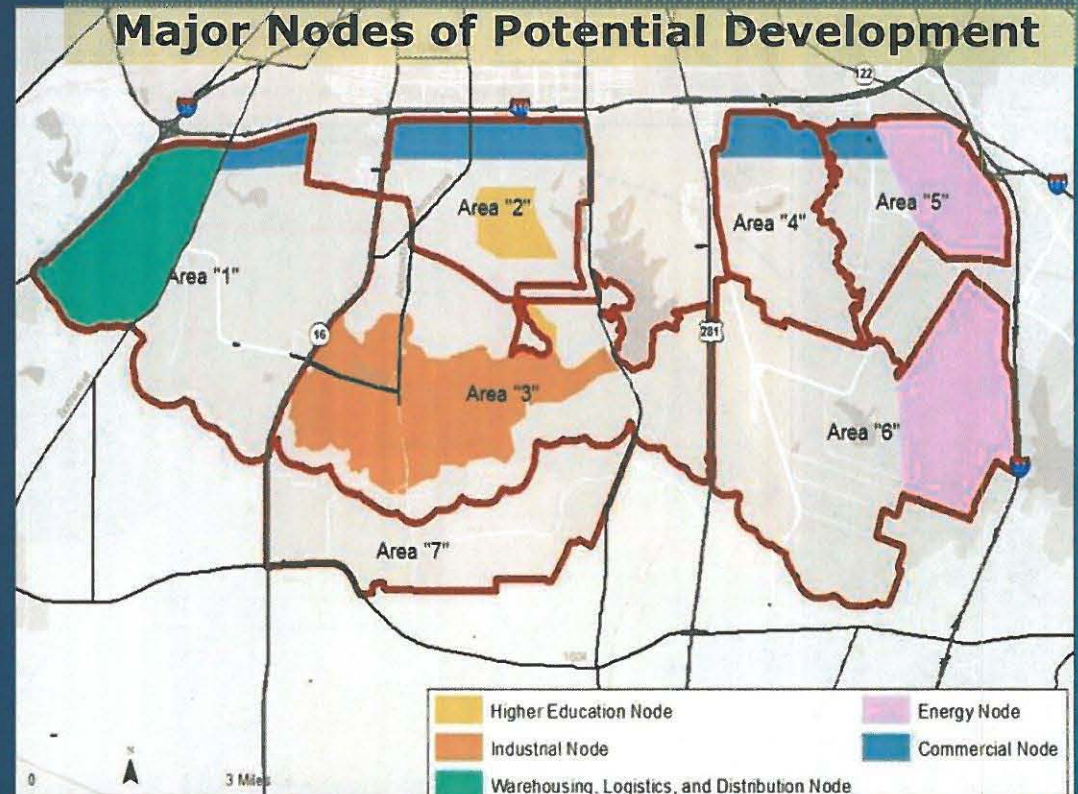 Major Nodes of Potential Development
122
Area "2"
Area "5"
Area "4"
Area "1"
281
16
Area "3"
Area "6"
Area "7"
1604
N
0
3 Miles
Higher Education Node
Energy Node
Industrial Node
Commercial Node
Warehousing, Logistics, and Distribution Node